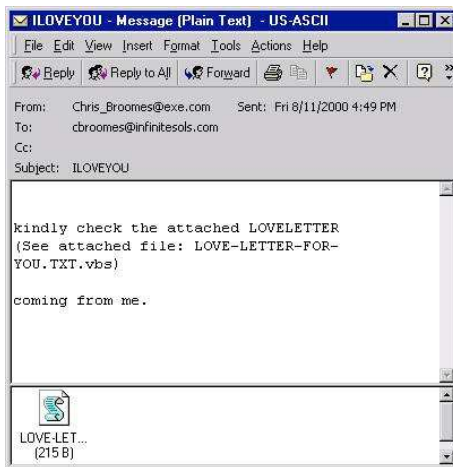 ILOVEYOU - Message (Plain Text) - US-ASCII
File Edit View Insert Format Tools Actions Help
Reply Reply to All Forward
From: Chris_Broomes@exe.com Sent: Fri 8/11/2000 4:49 PM
To: cbroomes@infinitesols.com
Cc:
Subject: ILOVEYOU
kindly check the attached LOVELETTER
(See attached file: LOVE-LETTER-FOR-
YOU.TXT.vbs)
coming from me.
LOVE-LET...
(215 B)